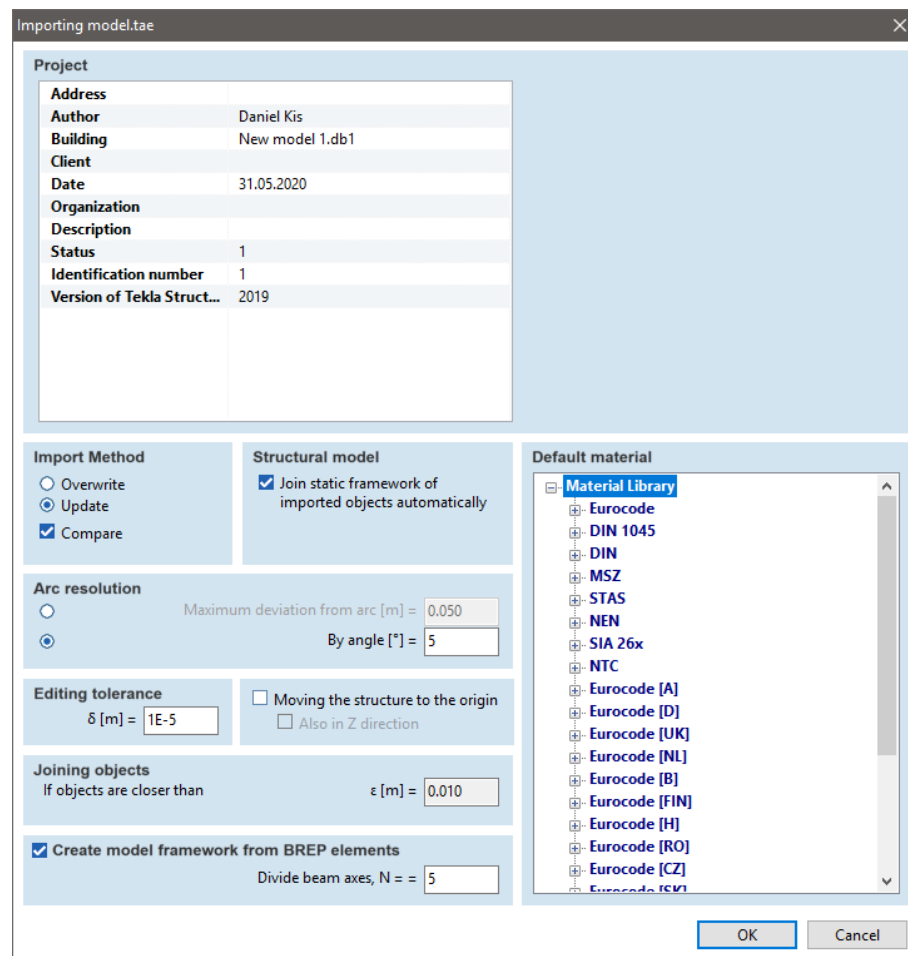 Importing model.tae
Project
Address
Author Daniel Kis
Building New model 1.db1
Client
Date 31.05.2020
Organization
Description
Status 1
Identification number 1
Version of Tekla Struct... 2019
Import Method
Overwrite
Update
Compare
Structural model
Join static framework of
imported objects automatically
Arc resolution
Maximum deviation from arc [m] = 0.050
By angle [°] = 5
Editing tolerance
δ [m] = 1E-5
Moving the structure to the origin
Also in Z direction
Joining objects
If objects are closer than ε [m] = 0.010
Create model framework from BREP elements
Divide beam axes, N = = 5
Default material
Material Library
Eurocode
DIN 1045
DIN
MSZ
STAS
NEN
SIA 26x
NTC
Eurocode [A]
Eurocode [D]
Eurocode [UK]
Eurocode [NL]
Eurocode [B]
Eurocode [FIN]
Eurocode [H]
Eurocode [RO]
Eurocode [CZ]
Eurocode [SK]
OK Cancel